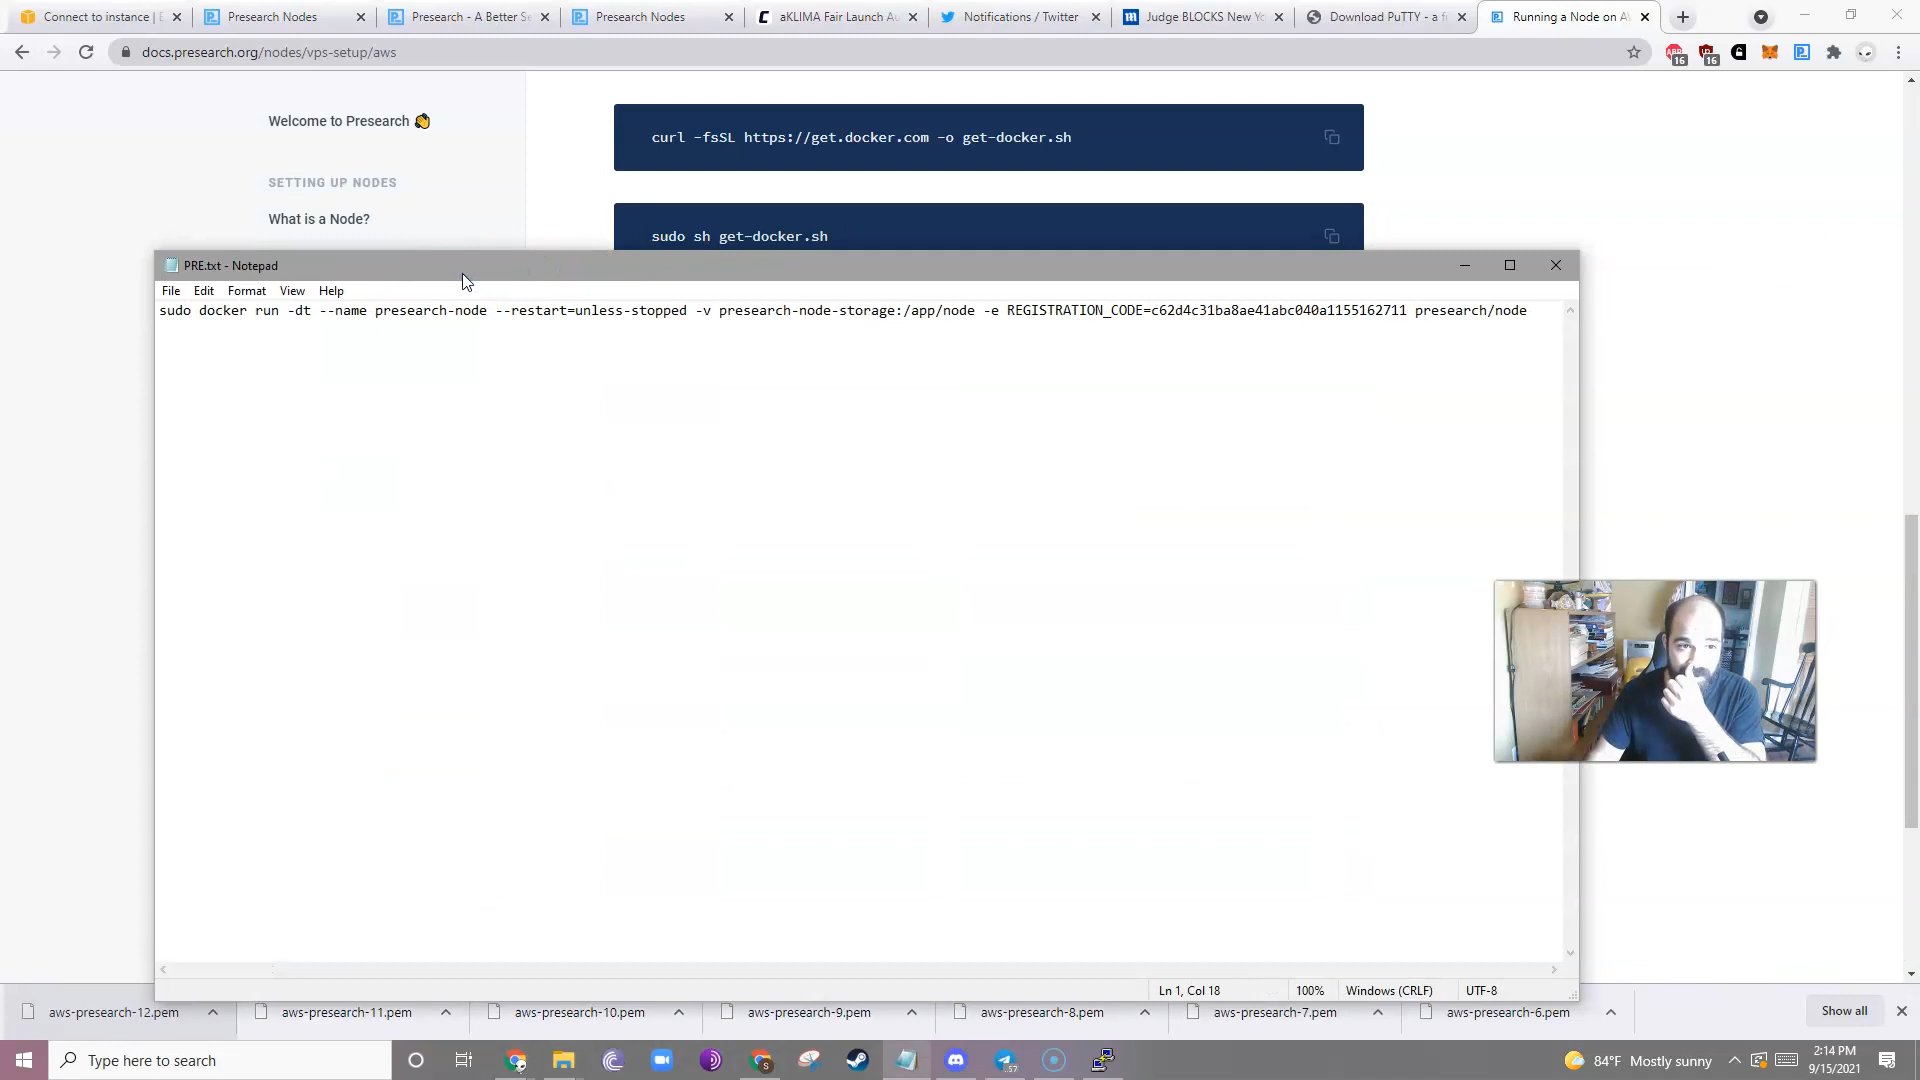 Connect to instance | E
Presearch Nodes
Presearch - A Better Se
Presearch Nodes
aKLIMA Fair Launch Au
Notifications / Twitter
Judge BLOCKS New Yo
Download PuTTY - a f
Running a Node on AW
docs.presearch.org/nodes/vps-setup/aws
16
16
Welcome to Presearch
curl -fsSL https://get.docker.com -o get-docker.sh
SETTING UP NODES
What is a Node?
sudo sh get-docker.sh
PRE.txt - Notepad
File Edit Format View Help
sudo docker run -dt --name presearch-node --restart=unless-stopped -v presearch-node-storage:/app/node -e REGISTRATION_CODE=c62d4c31ba8ae41abc040a1155162711 presearch/node
Ln 1, Col 18 100% Windows (CRLF) UTF-8
aws-presearch-12.pem
aws-presearch-11.pem
aws-presearch-10.pem
aws-presearch-9.pem
aws-presearch-8.pem
aws-presearch-7.pem
aws-presearch-6.pem
Show all
Type here to search
84°F Mostly sunny
2:14 PM
9/15/2021